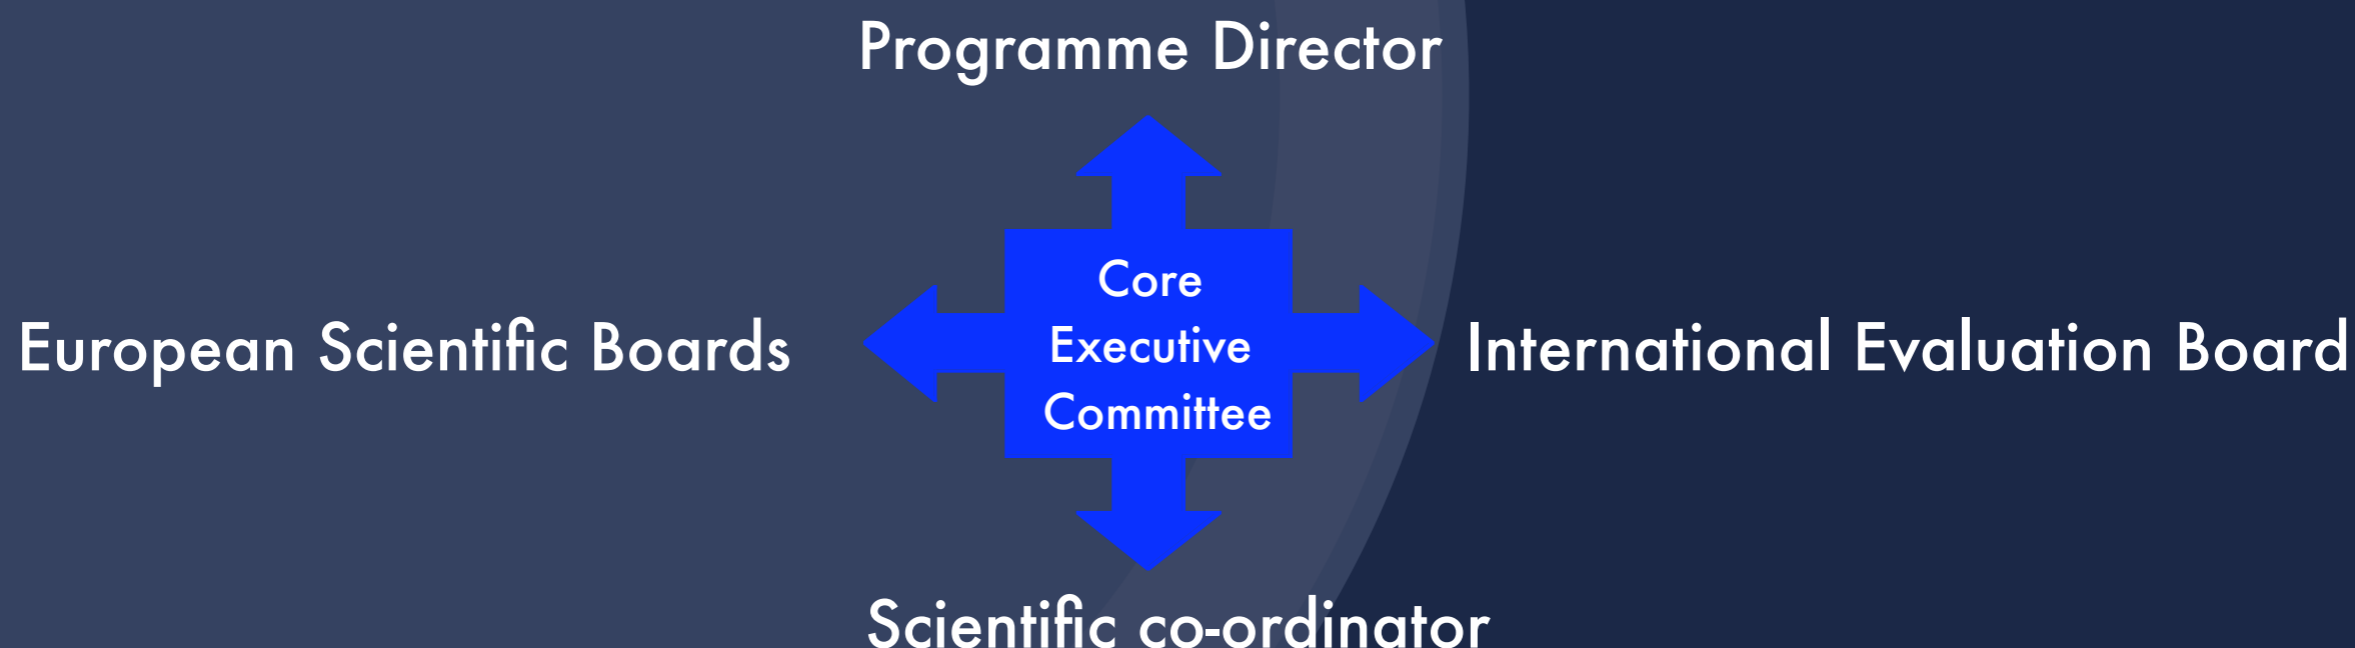 Programme Director
Core
European Scientific Boards
Executive
International Evaluation Board
Committee
Scientific co-ordinator